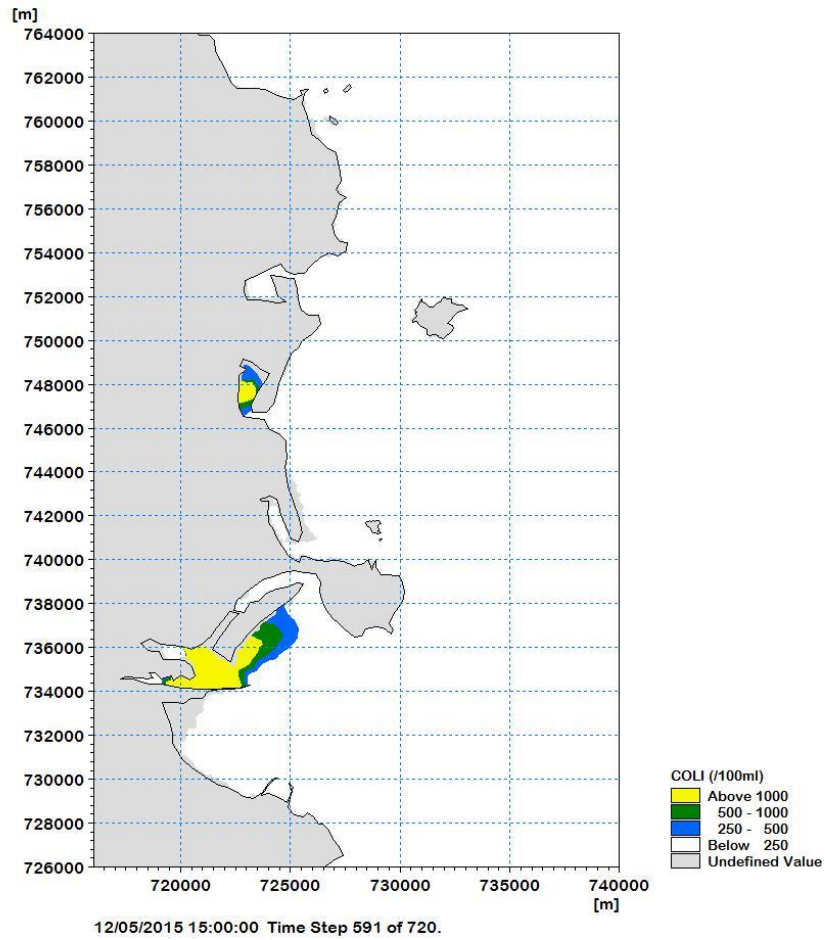 [m]
764000
762000
760000
758000
756000
754000
752000
750000
748000
746000
744000
742000
740000
738000
736000
734000
732000
730000
728000
726000
720000 725000 730000 735000 740000
[m]
COLI (/100ml)
Above 1000
500 - 1000
250 - 500
Below 250
Undefined Value
12/05/2015 15:00:00 Time Step 591 of 720.